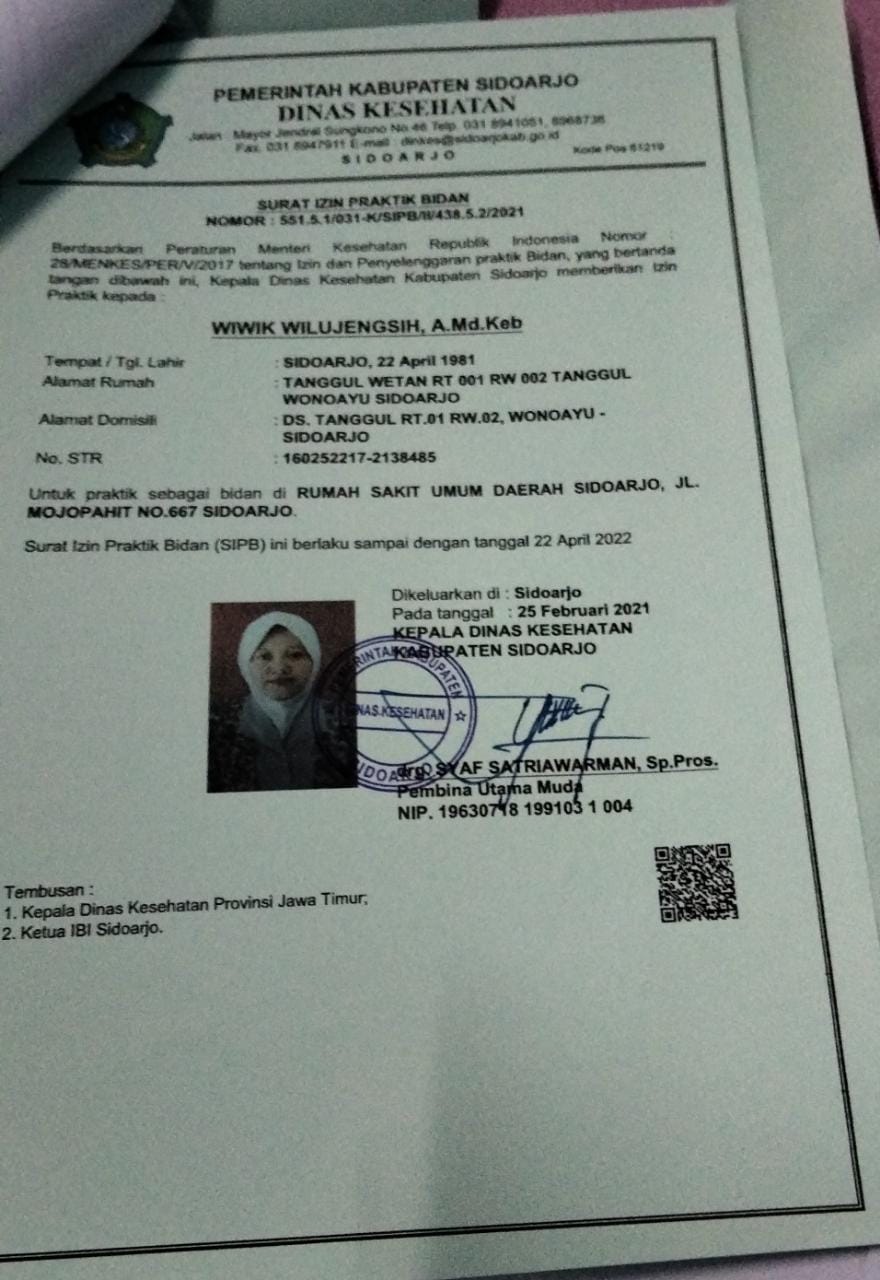 PEMERINTAH KABUPATEN SIDOARJO
DINAS KESEHATAN
Jalan Mayor Jendral Sungkono No.46 Telp. 031 8941051, 8968736
Fax. 031 8947911 E-mail : dinkes@sidoarjokab.go.id
SIDOARJO
Kode Pos 61219
SURAT IZIN PRAKTIK BIDAN
NOMOR : 551.5.1/031-K/SIPB/II/438.5.2/2021
Berdasarkan Peraturan Menteri Kesehatan Republik Indonesia Nomor :
28/MENKES/PER/V/2017 tentang Izin dan Penyelenggaran praktik Bidan, yang bertanda
tangan dibawah ini, Kepala Dinas Kesehatan Kabupaten Sidoarjo memberikan Izin
Praktik kepada :
WIWIK WILUJENGSIH, A.Md.Keb
Tempat / Tgl. Lahir : SIDOARJO, 22 April 1981
Alamat Rumah : TANGGUL WETAN RT 001 RW 002 TANGGUL
WONOAYU SIDOARJO
Alamat Domisili : DS. TANGGUL RT.01 RW.02, WONOAYU -
SIDOARJO
No. STR : 160252217-2138485
Untuk praktik sebagai bidan di RUMAH SAKIT UMUM DAERAH SIDOARJO, JL.
MOJOPAHIT NO.667 SIDOARJO.
Surat Izin Praktik Bidan (SIPB) ini berlaku sampai dengan tanggal 22 April 2022
Dikeluarkan di : Sidoarjo
Pada tanggal : 25 Februari 2021
KEPALA DINAS KESEHATAN
KABUPATEN SIDOARJO
KABUPATEN
DINAS KESEHATAN
SIDOARJO
drg. SYAF SATRIAWARMAN, Sp.Pros.
Pembina Utama Muda
NIP. 19630718 199103 1 004
Tembusan :
1. Kepala Dinas Kesehatan Provinsi Jawa Timur;
2. Ketua IBI Sidoarjo.